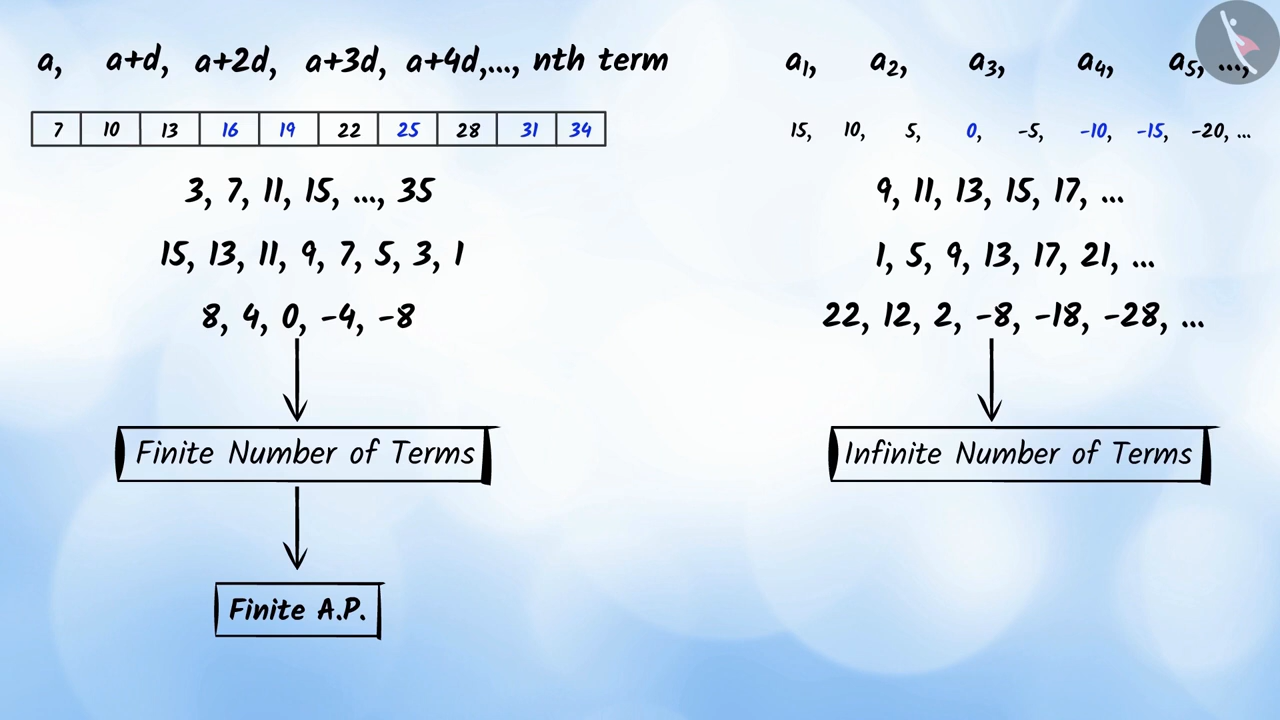 a, a+d, a+2d, a+3d, a+4d,..., nth term
7 10 13 16 19 22 25 28 31 34
3, 7, 11, 15, ..., 35
15, 13, 11, 9, 7, 5, 3, 1
8, 4, 0, -4, -8
Finite Number of Terms
Finite A.P.
a₁, a₂, a₃, a₄, a₅, ...,
15, 10, 5, 0, -5, -10, -15, -20, ...
9, 11, 13, 15, 17, ...
1, 5, 9, 13, 17, 21, ...
22, 12, 2, -8, -18, -28, ...
Infinite Number of Terms